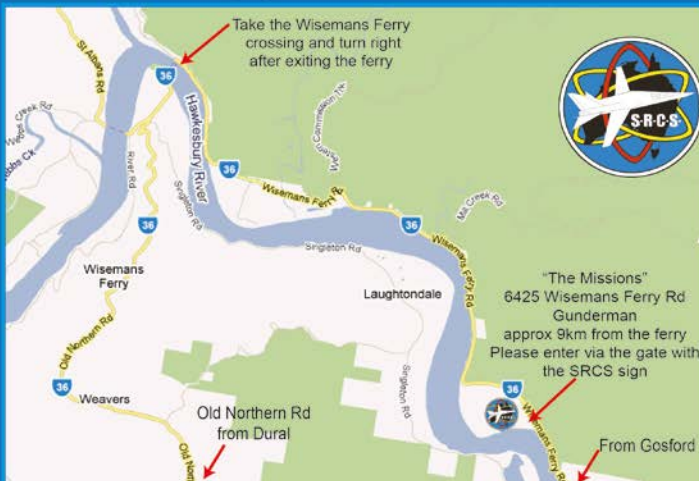 Take the Wisemans Ferry
crossing and turn right
after exiting the ferry
St Albans Rd
36
S·R·C·S
Hawkesbury River
River Rd
Singleton Rd
36
Wisemans Ferry Rd
Mill Creek Rd
36
36
Singleton Rd
Wisemans Ferry Rd
Wisemans
Ferry
Laughtondale
"The Missions"
6425 Wisemans Ferry Rd
Gunderman
approx 9km from the ferry
Please enter via the gate with
the SRCS sign
Old Northern Rd
36
36
Singleton Rd
Weavers
Old Northern Rd
from Dural
Wisemans Ferry Rd
From Gosford